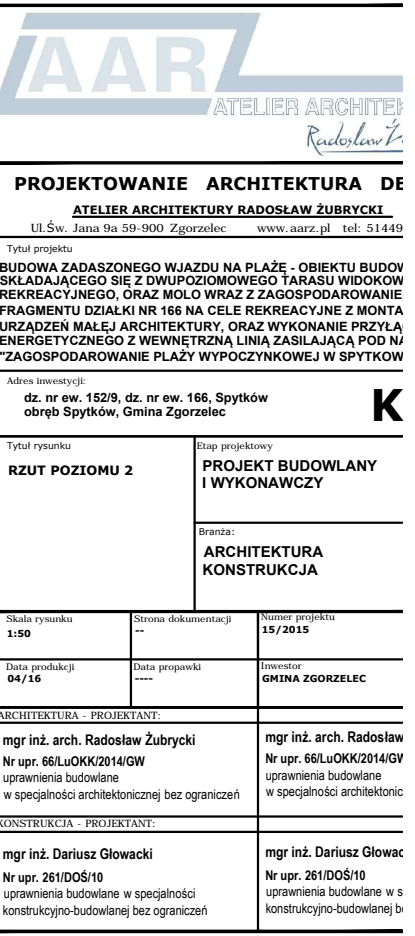 AAR
ATELIER ARCHITEK
PROJEKTOWANIE ARCHITEKTURA DE
ATELIER ARCHITEKTURY RADOSŁAW ŻUBRYCKI
Ul.Św. Jana 9a 59-900 Zgorzelec www.aarz.pl tel: 51449
Tytuł projektu
BUDOWA ZADASZONEGO WJAZDU NA PLAŻĘ - OBIEKTU BUDOW
SKŁADAJĄCEGO SIĘ Z DWUPOZIOMOWEGO TARASU WIDOKOW
REKREACYJNEGO, ORAZ MOLO WRAZ Z ZAGOSPODAROWANIE
FRAGMENTU DZIAŁKI NR 166 NA CELE REKREACYJNE Z MONTA
URZĄDZEŃ MAŁEJ ARCHITEKTURY, ORAZ WYKONANIE PRZYŁĄ
ENERGETYCZNEGO Z WEWNĘTRZNĄ LINIĄ ZASILAJĄCĄ POD NA
"ZAGOSPODAROWANIE PLAŻY WYPOCZYNKOWEJ W SPYTKOW
Adres inwestycji:
dz. nr ew. 152/9, dz. nr ew. 166, Spytków
obręb Spytków, Gmina Zgorzelec
K
Tytuł rysunku
RZUT POZIOMU 2
Etap projektowy
PROJEKT BUDOWLANY
I WYKONAWCZY
Branża:
ARCHITEKTURA
KONSTRUKCJA
Skala rysunku
1:50
Strona dokumentacji
--
Numer projektu
15/2015
Data produkcji
04/16
Data propawki
----
Inwestor
GMINA ZGORZELEC
ARCHITEKTURA - PROJEKTANT:
mgr inż. arch. Radosław Żubrycki
Nr upr. 66/LuOKK/2014/GW
uprawnienia budowlane
w specjalności architektonicznej bez ograniczeń
mgr inż. arch. Radosław
Nr upr. 66/LuOKK/2014/GW
uprawnienia budowlane
w specjalności architektonic
KONSTRUKCJA - PROJEKTANT:
mgr inż. Dariusz Głowacki
Nr upr. 261/DOŚ/10
uprawnienia budowlane w specjalności
konstrukcyjno-budowlanej bez ograniczeń
mgr inż. Dariusz Głowac
Nr upr. 261/DOŚ/10
uprawnienia budowlane w s
konstrukcyjno-budowlanej be